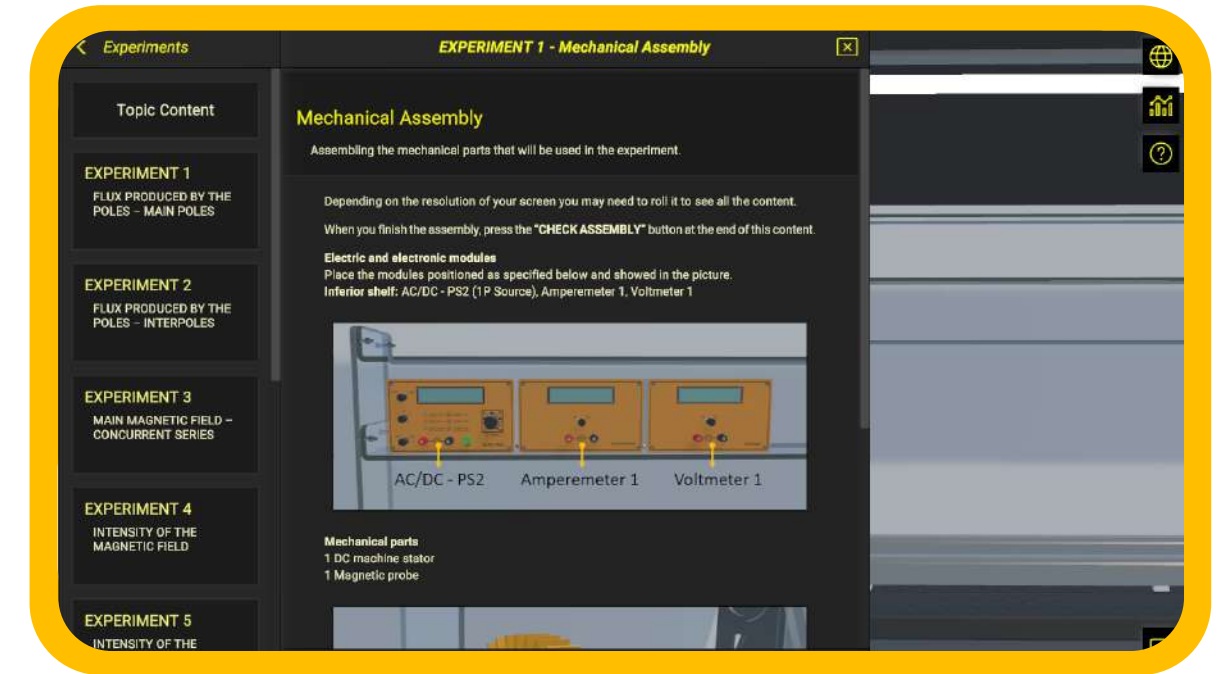 Experiments
EXPERIMENT 1 - Mechanical Assembly
Topic Content
EXPERIMENT 1
FLUX PRODUCED BY THE
POLES – MAIN POLES
EXPERIMENT 2
FLUX PRODUCED BY THE
POLES – INTERPOLES
EXPERIMENT 3
MAIN MAGNETIC FIELD –
CONCURRENT SERIES
EXPERIMENT 4
INTENSITY OF THE
MAGNETIC FIELD
EXPERIMENT 5
INTENSITY OF THE
Mechanical Assembly
Assembling the mechanical parts that will be used in the experiment.
Depending on the resolution of your screen you may need to roll it to see all the content.
When you finish the assembly, press the "CHECK ASSEMBLY" button at the end of this content.
Electric and electronic modules
Place the modules positioned as specified below and showed in the picture.
Inferior shelf: AC/DC - PS2 (1P Source), Amperemeter 1, Voltmeter 1
AC/DC - PS2 Amperemeter 1 Voltmeter 1
Mechanical parts
1 DC machine stator
1 Magnetic probe